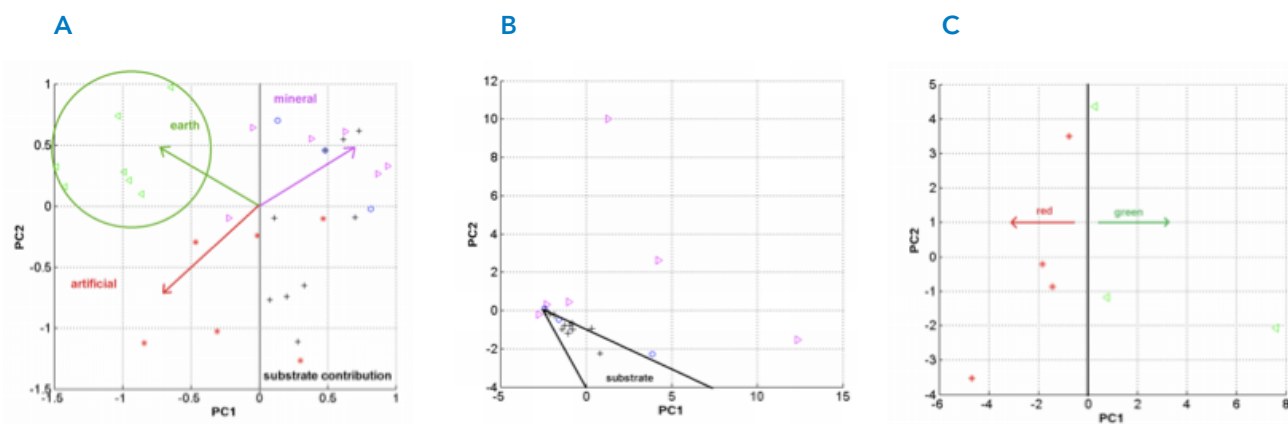 A
B
C
1
0.5
0
-0.5
-1
-1.5
PC2
earth
mineral
artificial
substrate contribution
-1.5
-1
-0.5
0
0.5
1
PC1
12
10
8
6
4
2
0
-2
-4
PC2
substrate
-5
0
5
10
15
PC1
5
4
3
2
1
0
-1
-2
-3
-4
PC2
red
green
-6
-4
-2
0
2
4
6
8
PC1